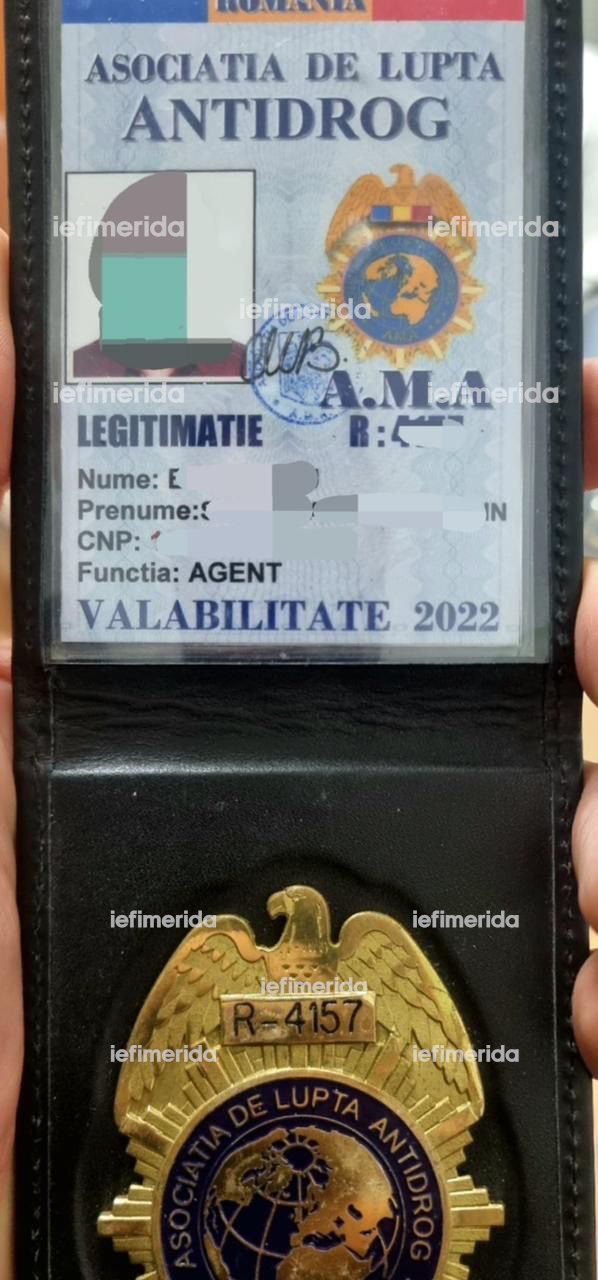 ROMANIA
ASOCIATIA DE LUPTA
ANTIDROG
iefimerida iefimerida
iefimerida
A.M.A
iefimerida iefimerida
A.M.A
LEGITIMATIE R:
Nume: E
Prenume: IN
CNP:
Functia: AGENT
VALABILITATE 2022
iefimerida iefimerida
iefimerida
R-4157
iefimerida iefimerida
ASOCIATIA DE LUPTA ANTIDROG